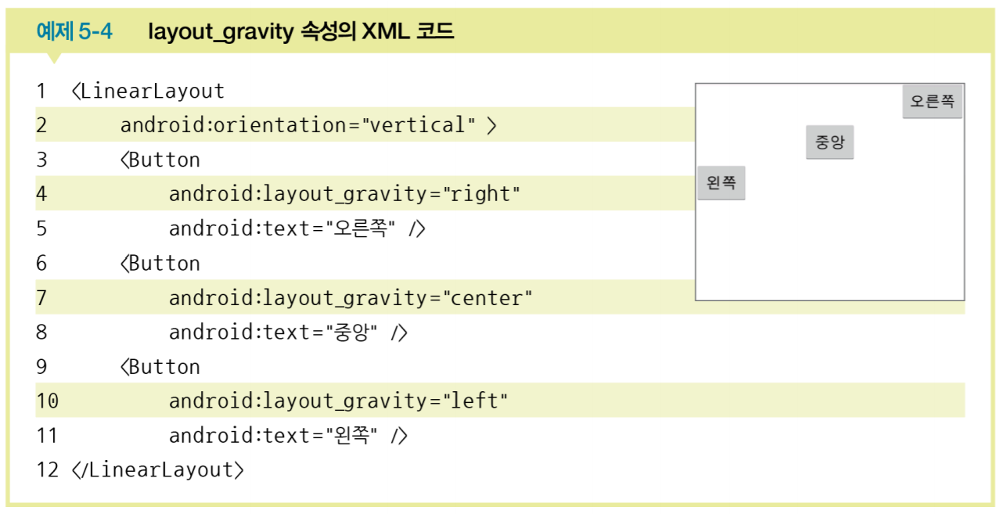 예제 5-4 layout_gravity 속성의 XML 코드
1 <LinearLayout
2 android:orientation="vertical" >
3 <Button
4 android:layout_gravity="right"
5 android:text="오른쪽" />
6 <Button
7 android:layout_gravity="center"
8 android:text="중앙" />
9 <Button
10 android:layout_gravity="left"
11 android:text="왼쪽" />
12 </LinearLayout>
오른쪽
중앙
왼쪽